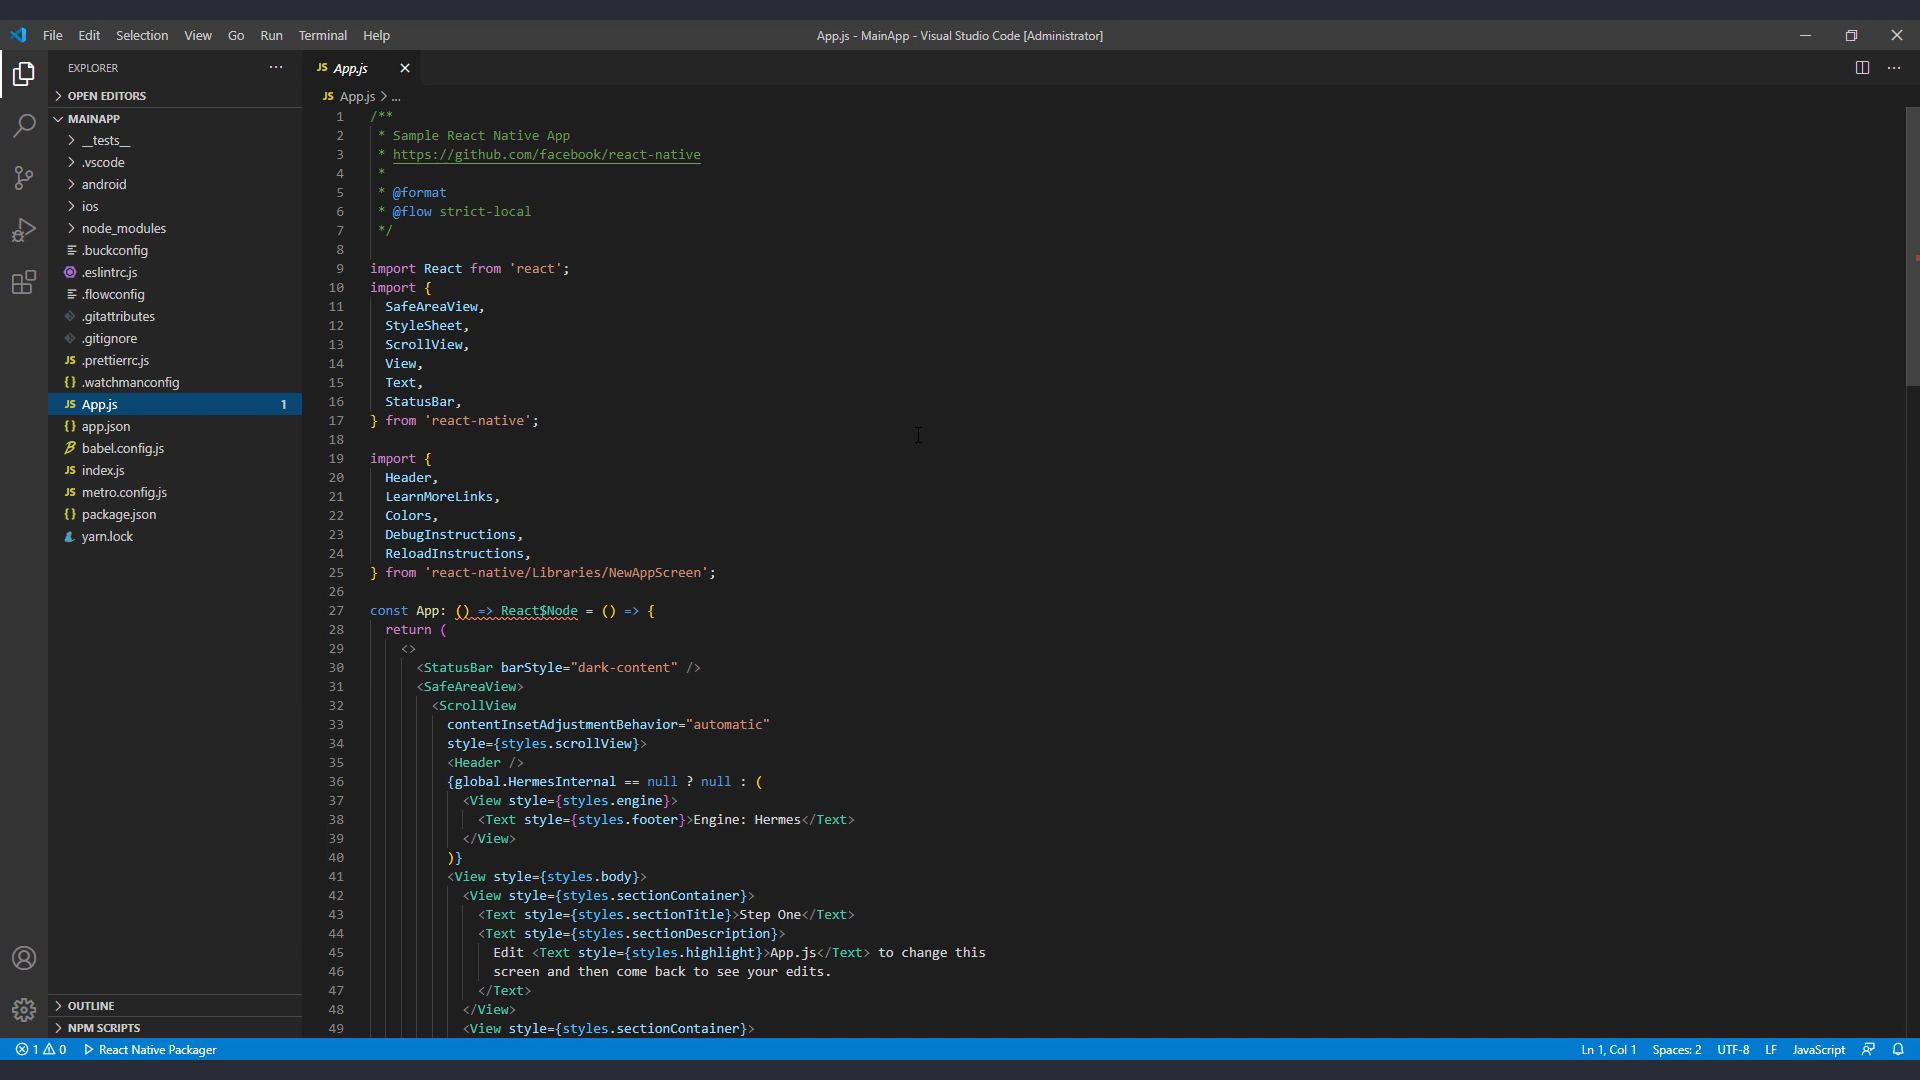 File Edit Selection View Go Run Terminal Help
App.js - MainApp - Visual Studio Code [Administrator]
EXPLORER ...
OPEN EDITORS
MAINAPP
__tests__
.vscode
android
ios
node_modules
.buckconfig
.eslintrc.js
.flowconfig
.gitattributes
.gitignore
JS .prettierrc.js
{} .watchmanconfig
JS App.js 1
{} app.json
babel.config.js
JS index.js
JS metro.config.js
{} package.json
yarn.lock
OUTLINE
NPM SCRIPTS
JS App.js
JS App.js > ...
1 /**
2 * Sample React Native App
3 * https://github.com/facebook/react-native
4 *
5 * @format
6 * @flow strict-local
7 */
8
9 import React from 'react';
10 import {
11 SafeAreaView,
12 StyleSheet,
13 ScrollView,
14 View,
15 Text,
16 StatusBar,
17 } from 'react-native';
18
19 import {
20 Header,
21 LearnMoreLinks,
22 Colors,
23 DebugInstructions,
24 ReloadInstructions,
25 } from 'react-native/Libraries/NewAppScreen';
26
27 const App: () => React$Node = () => {
28 return (
29 <>
30 <StatusBar barStyle="dark-content" />
31 <SafeAreaView>
32 <ScrollView
33 contentInsetAdjustmentBehavior="automatic"
34 style={styles.scrollView}>
35 <Header />
36 {global.HermesInternal == null ? null : (
37 <View style={styles.engine}>
38 <Text style={styles.footer}>Engine: Hermes</Text>
39 </View>
40 )}
41 <View style={styles.body}>
42 <View style={styles.sectionContainer}>
43 <Text style={styles.sectionTitle}>Step One</Text>
44 <Text style={styles.sectionDescription}>
45 Edit <Text style={styles.highlight}>App.js</Text> to change this
46 screen and then come back to see your edits.
47 </Text>
48 </View>
49 <View style={styles.sectionContainer}>
1 0 React Native Packager
Ln 1, Col 1 Spaces: 2 UTF-8 LF JavaScript